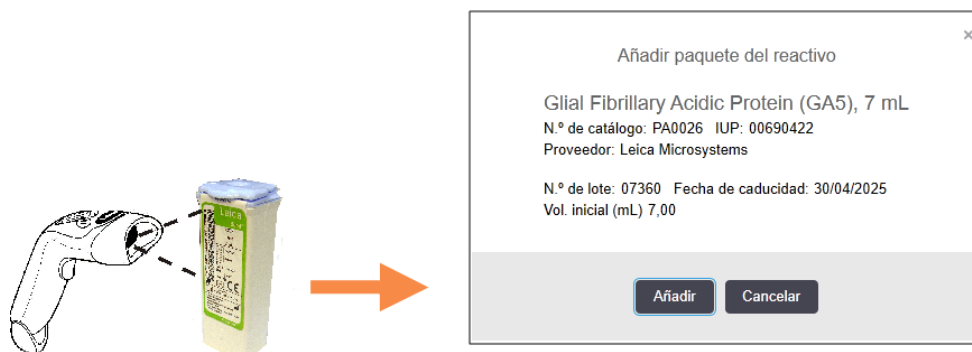 Añadir paquete del reactivo
×
Glial Fibrillary Acidic Protein (GA5), 7 mL
N.º de catálogo: PA0026 IUP: 00690422
Proveedor: Leica Microsystems
N.º de lote: 07360 Fecha de caducidad: 30/04/2025
Vol. inicial (mL) 7,00
Añadir Cancelar
Leica
CE